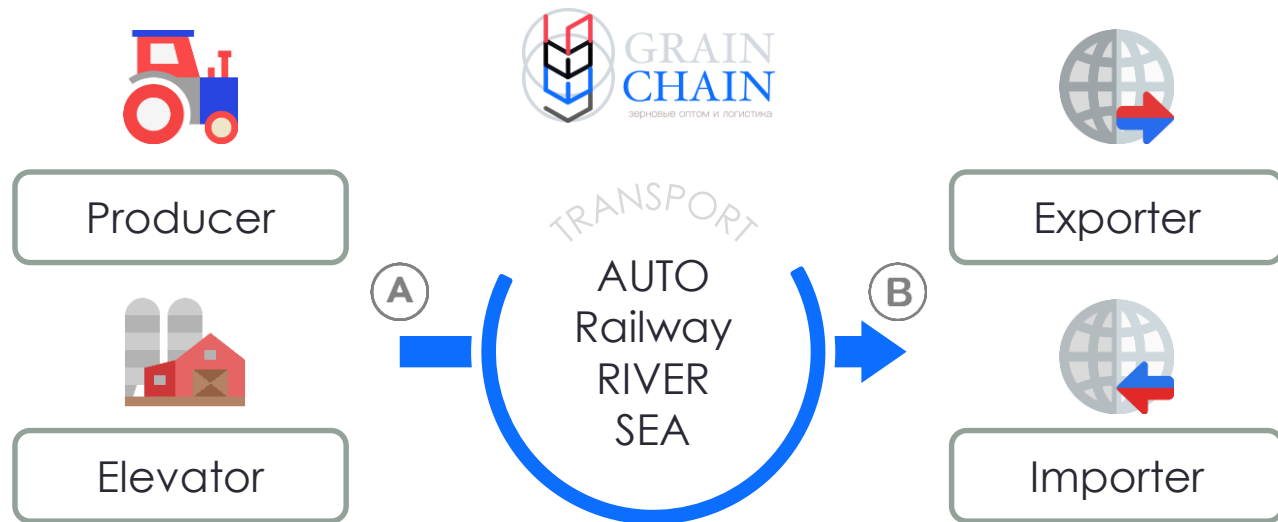 GRAIN
CHAIN
зерновые оптом и логистика
Producer
Elevator
A
TRANSPORT
AUTO
Railway
RIVER
SEA
B
Exporter
Importer